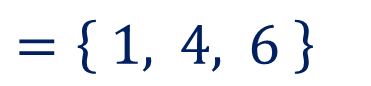 = { 1, 4, 6 }